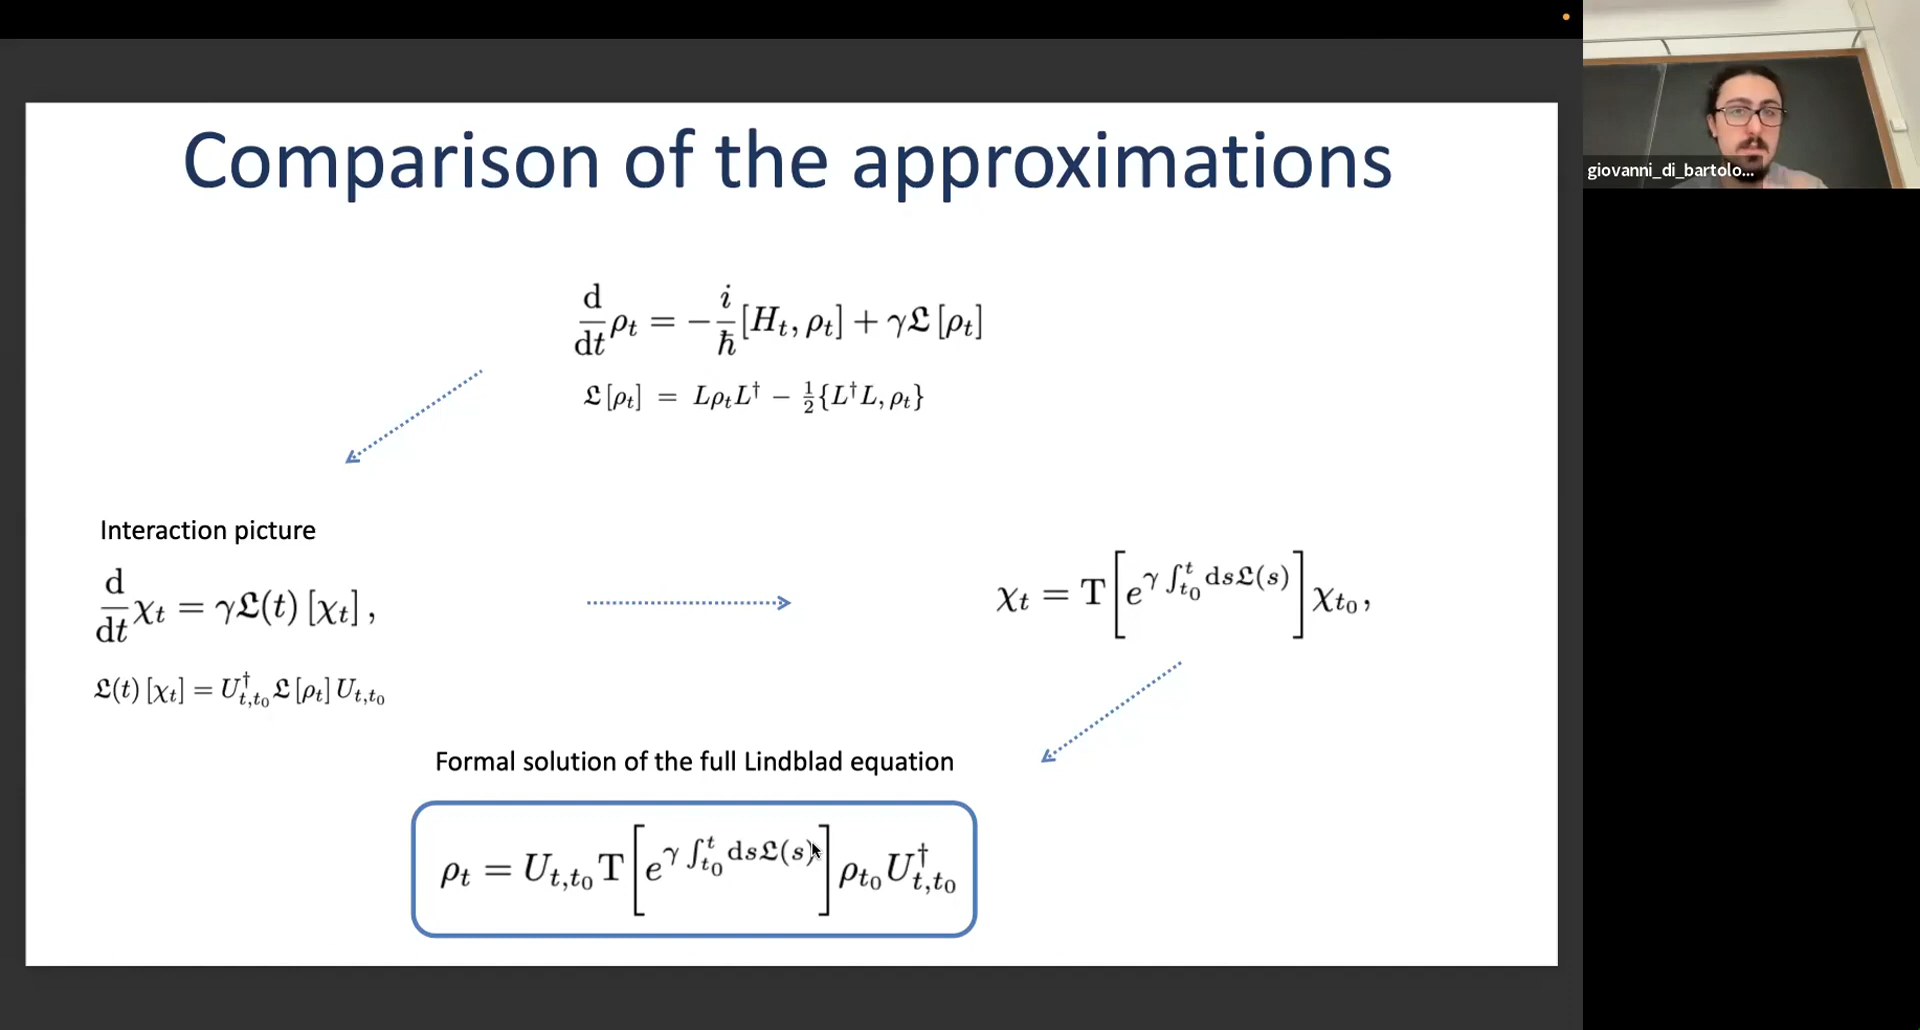 Comparison of the approximations
giovanni_di_bartolo...
d/dt ρ_t = −i/ħ [H_t, ρ_t] + γ𝔏[ρ_t]
𝔏[ρ_t] = Lρ_tL† − 1/2{L†L, ρ_t}
Interaction picture
d/dt χ_t = γ𝔏(t)[χ_t],
χ_t = T[e^{γ ∫_{t_0}^{t} ds𝔏(s)}] χ_{t_0},
𝔏(t)[χ_t] = U†_{t,t_0} 𝔏[ρ_t] U_{t,t_0}
Formal solution of the full Lindblad equation
ρ_t = U_{t,t_0} T[e^{γ ∫_{t_0}^{t} ds𝔏(s)}] ρ_{t_0} U†_{t,t_0}